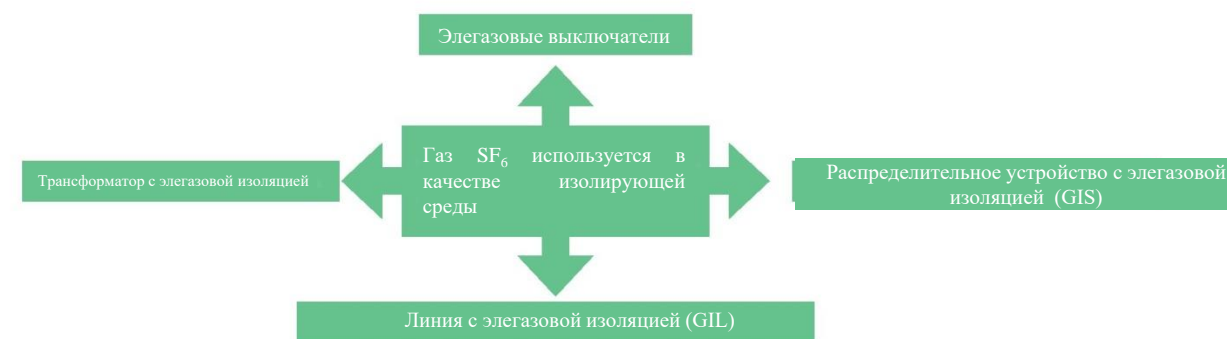 Элегазовые выключатели
Газ SF₆ используется в
качестве изолирующей
среды
Трансформатор с элегазовой изоляцией
Распределительное устройство с элегазовой
изоляцией (GIS)
Линия с элегазовой изоляцией (GIL)